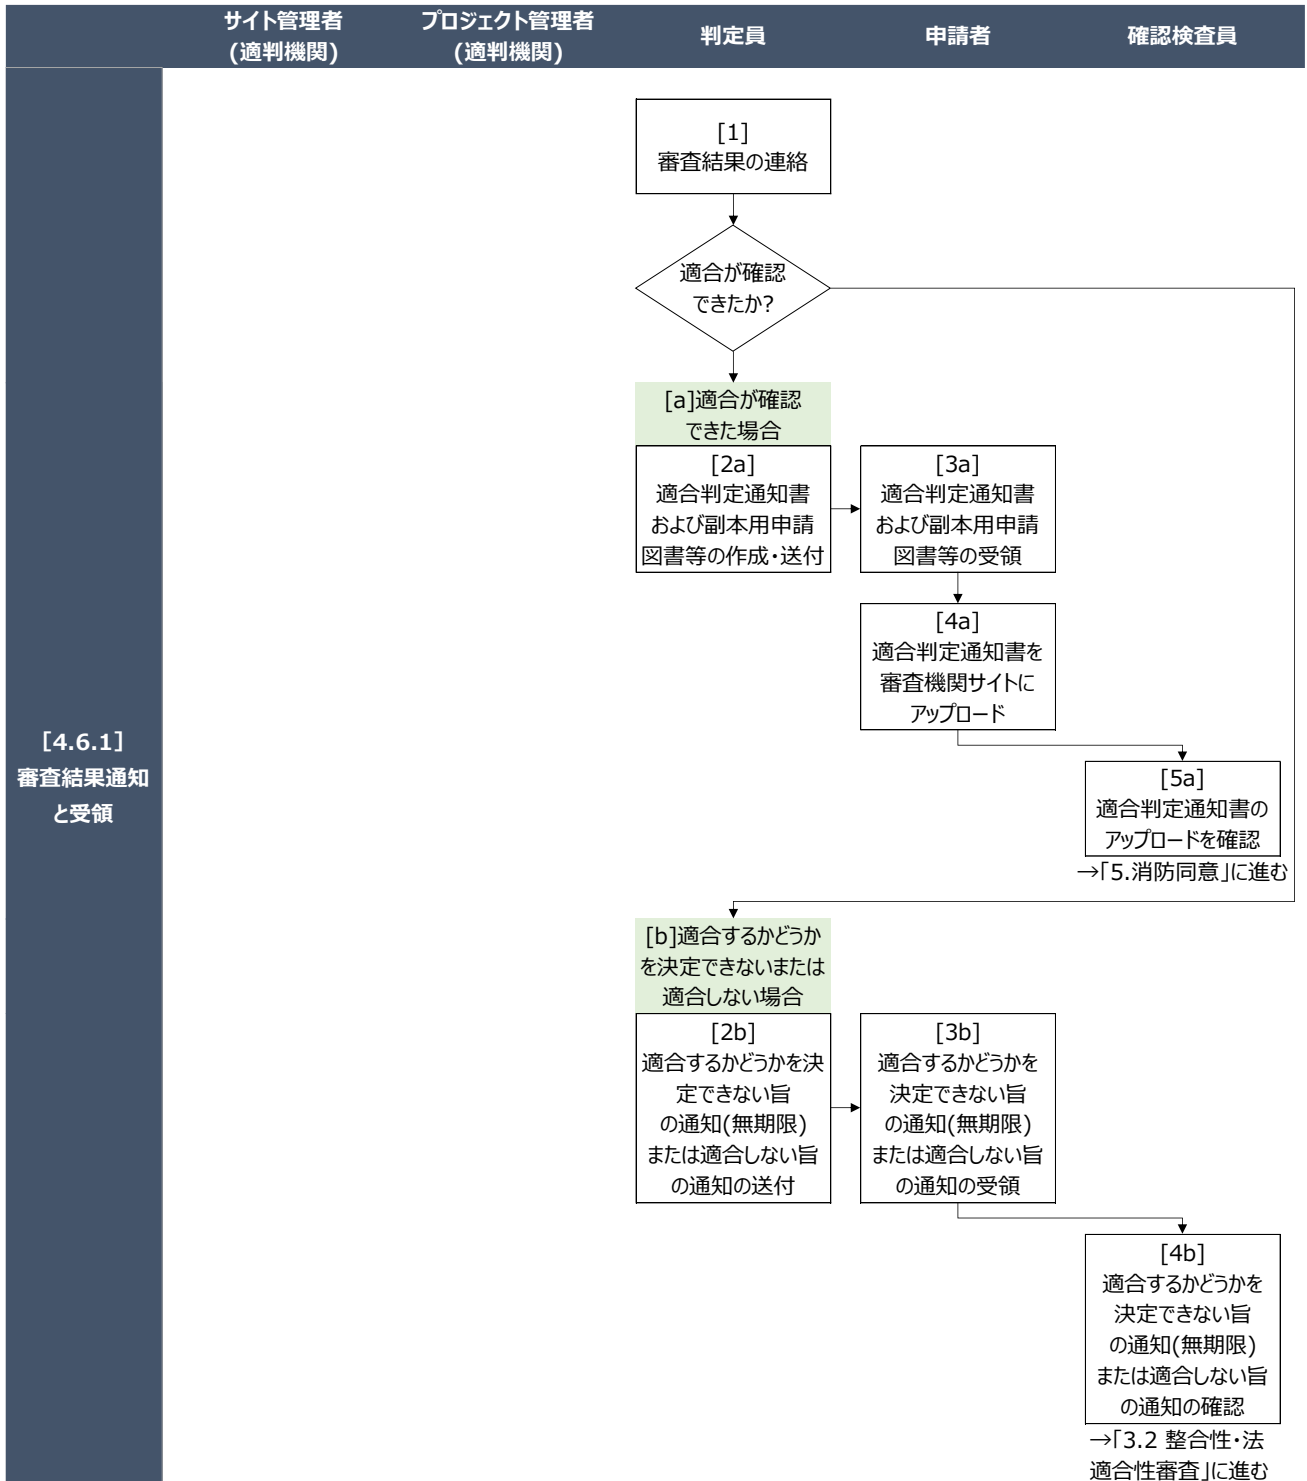 サイト管理者
(適判機関)
プロジェクト管理者
(適判機関)
判定員
申請者
確認検査員
[4.6.1]
審査結果通知
と受領
[1]
審査結果の連絡
適合が確認
できたか?
[a]適合が確認
できた場合
[2a]
適合判定通知書
および副本用申請
図書等の作成・送付
[3a]
適合判定通知書
および副本用申請
図書等の受領
[4a]
適合判定通知書を
審査機関サイトに
アップロード
[5a]
適合判定通知書の
アップロードを確認
→「5.消防同意」に進む
[b]適合するかどうか
を決定できないまたは
適合しない場合
[2b]
適合するかどうかを決
定できない旨
の通知(無期限)
または適合しない旨
の通知の送付
[3b]
適合するかどうかを
決定できない旨
の通知(無期限)
または適合しない旨
の通知の受領
[4b]
適合するかどうかを
決定できない旨
の通知(無期限)
または適合しない旨
の通知の確認
→「3.2 整合性・法
適合性審査」に進む